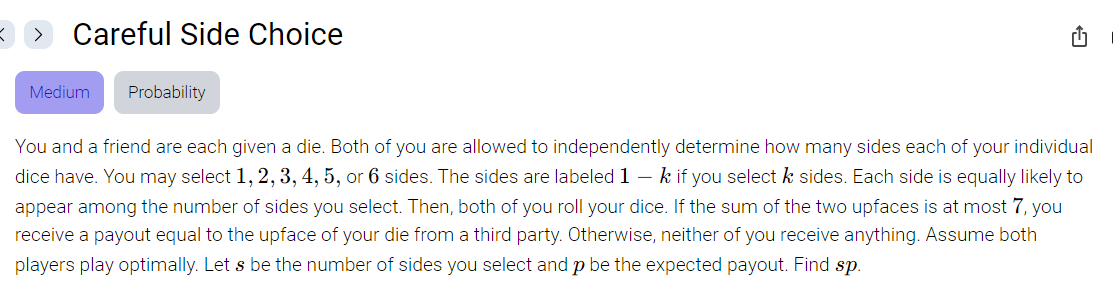 Careful Side Choice
Medium
Probability
You and a friend are each given a die. Both of you are allowed to independently determine how many sides each of your individual
dice have. You may select 1, 2, 3, 4, 5, or 6 sides. The sides are labeled 1 − k if you select k sides. Each side is equally likely to
appear among the number of sides you select. Then, both of you roll your dice. If the sum of the two upfaces is at most 7, you
receive a payout equal to the upface of your die from a third party. Otherwise, neither of you receive anything. Assume both
players play optimally. Let s be the number of sides you select and p be the expected payout. Find sp.